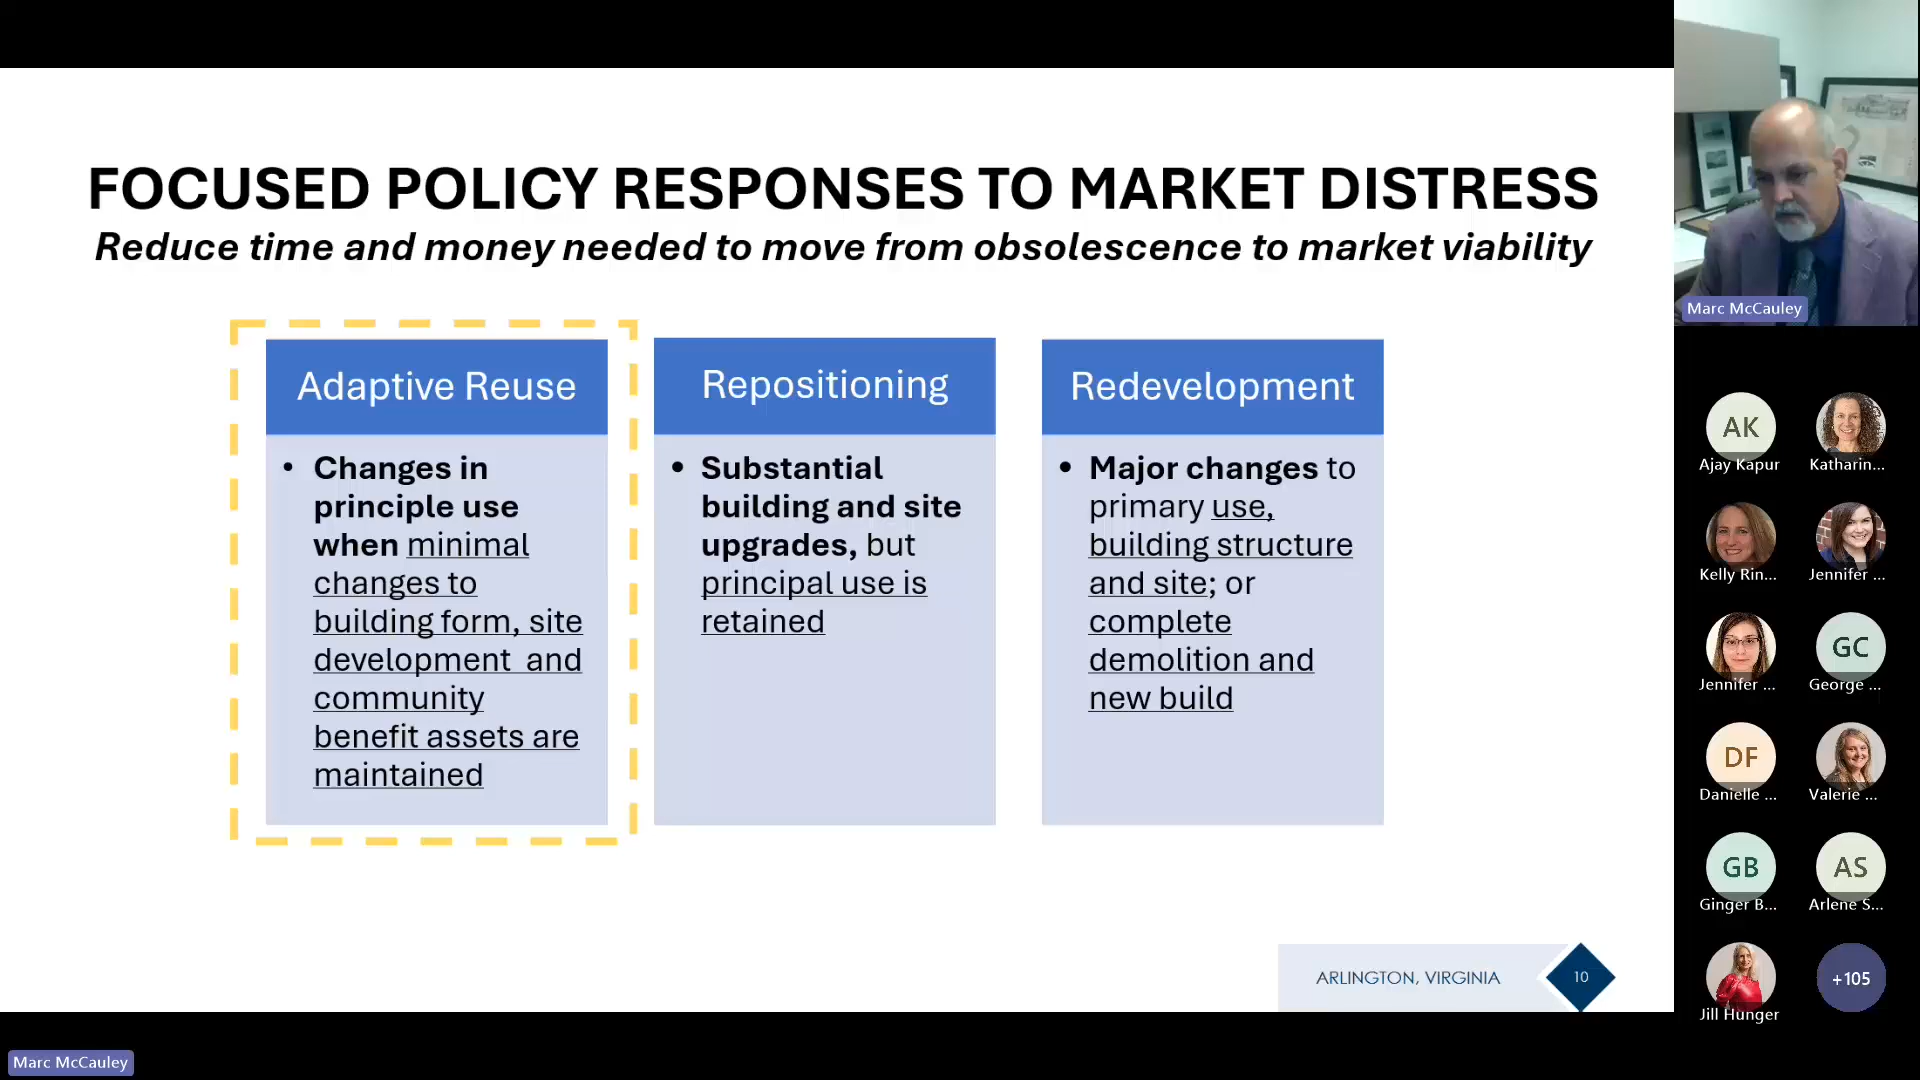 FOCUSED POLICY RESPONSES TO MARKET DISTRESS
Reduce time and money needed to move from obsolescence to market viability
Adaptive Reuse
• Changes in
principle use
when minimal
changes to
building form, site
development and
community
benefit assets are
maintained
Repositioning
• Substantial
building and site
upgrades, but
principal use is
retained
Redevelopment
• Major changes to
primary use,
building structure
and site; or
complete
demolition and
new build
ARLINGTON, VIRGINIA
10
Marc McCauley
AK
Ajay Kapur
Katharin...
Kelly Rin...
Jennifer ...
Jennifer ...
GC
George ...
DF
Danielle ...
Valerie ...
GB
Ginger B...
AS
Arlene S...
Jill Hunger
+105
Marc McCauley